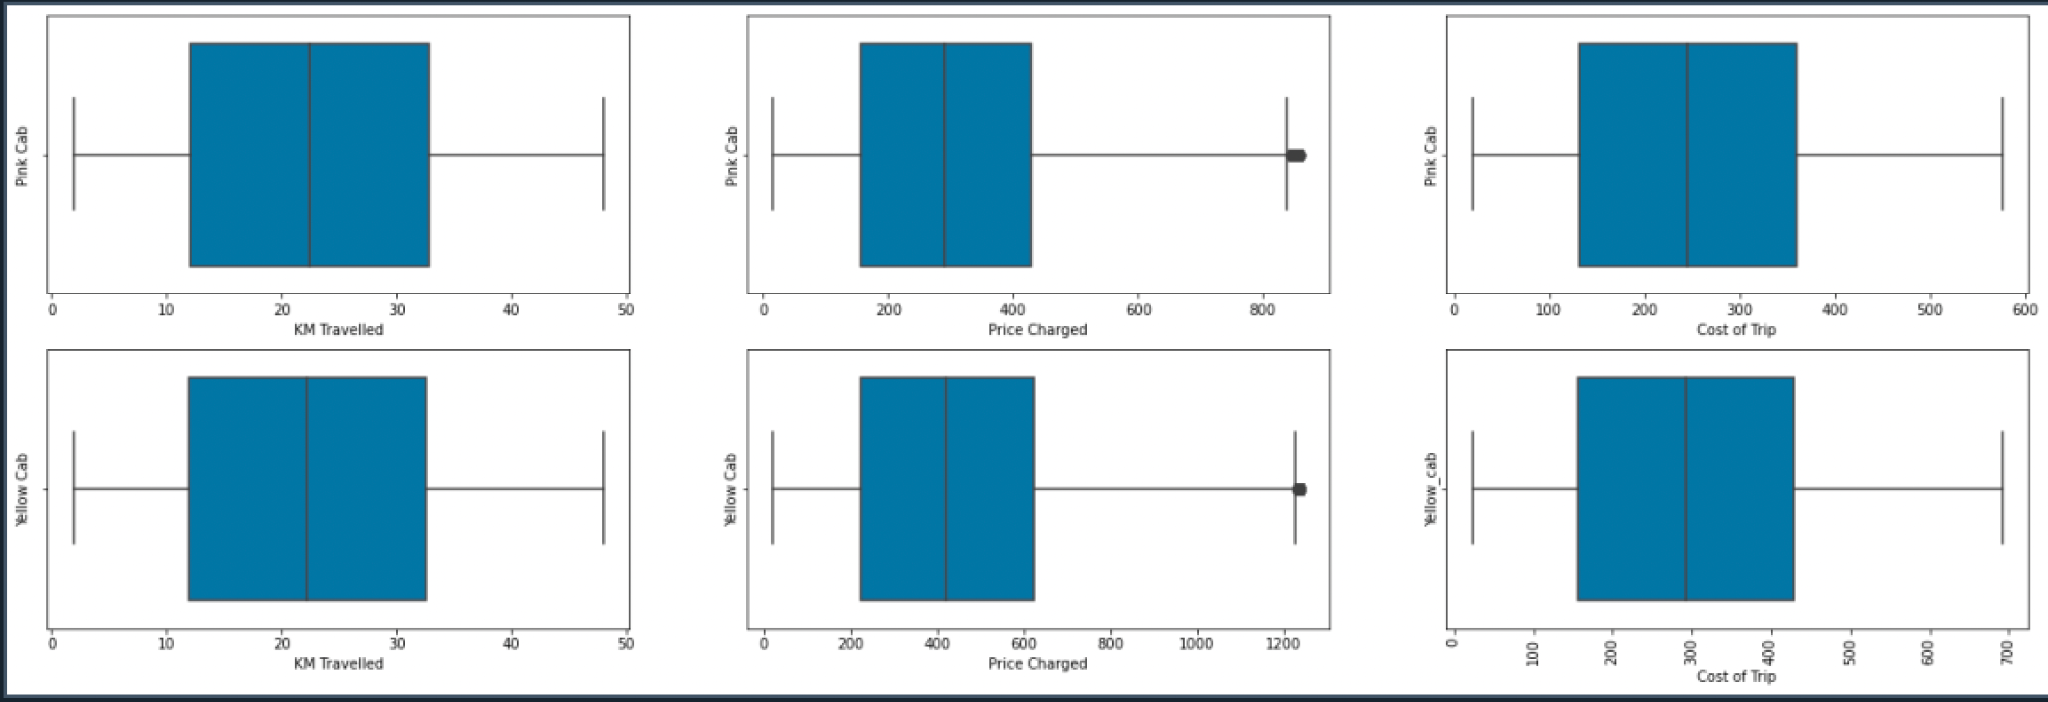 Pink Cab
0 10 20 30 40 50
KM Travelled
Pink Cab
0 200 400 600 800
Price Charged
Pink Cab
0 100 200 300 400 500 600
Cost of Trip
Yellow Cab
0 10 20 30 40 50
KM Travelled
Yellow Cab
0 200 400 600 800 1000 1200
Price Charged
Yellow_cab
0 100 200 300 400 500 600 700
Cost of Trip